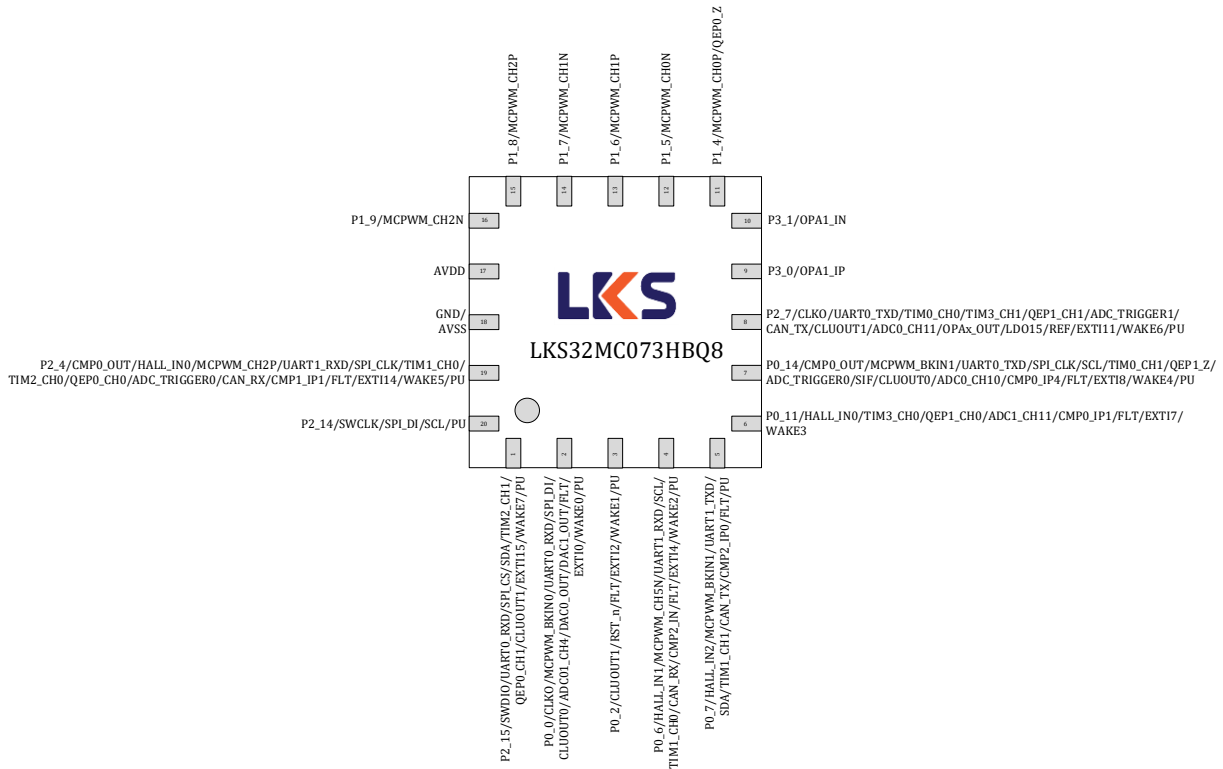 P1_8/MCPWM_CH2P
P1_7/MCPWM_CH1N
P1_6/MCPWM_CH1P
P1_5/MCPWM_CH0N
P1_4/MCPWM_CH0P/QEP0_Z
15
14
13
12
11
P1_9/MCPWM_CH2N
16
10
P3_1/OPA1_IN
AVDD
17
9
P3_0/OPA1_IP
GND/
AVSS
18
8
P2_7/CLKO/UART0_TXD/TIM0_CH0/TIM3_CH1/QEP1_CH1/ADC_TRIGGER1/
CAN_TX/CLUOUT1/ADC0_CH11/OPAx_OUT/LDO15/REF/EXTI11/WAKE6/PU
LKS
LKS32MC073HBQ8
P2_4/CMP0_OUT/HALL_IN0/MCPWM_CH2P/UART1_RXD/SPI_CLK/TIM1_CH0/
TIM2_CH0/QEP0_CH0/ADC_TRIGGER0/CAN_RX/CMP1_IP1/FLT/EXTI14/WAKE5/PU
19
7
P0_14/CMP0_OUT/MCPWM_BKIN1/UART0_TXD/SPI_CLK/SCL/TIM0_CH1/QEP1_Z/
ADC_TRIGGER0/SIF/CLUOUT0/ADC0_CH10/CMP0_IP4/FLT/EXTI8/WAKE4/PU
P2_14/SWCLK/SPI_DI/SCL/PU
20
6
P0_11/HALL_IN0/TIM3_CH0/QEP1_CH0/ADC1_CH11/CMP0_IP1/FLT/EXTI7/
WAKE3
1
2
3
4
5
P2_15/SWDIO/UART0_RXD/SPI_CS/SDA/TIM2_CH1/
QEP0_CH1/CLUOUT1/EXTI15/WAKE7/PU
P0_0/CLKO/MCPWM_BKIN0/UART0_RXD/SPI_DI/
CLUOUT0/ADC01_CH4/DAC0_OUT/DAC1_OUT/FLT/
EXTI0/WAKE0/PU
P0_2/CLUOUT1/RST_n/FLT/EXTI2/WAKE1/PU
P0_6/HALL_IN1/MCPWM_CH5N/UART1_RXD/SCL/
TIM1_CH0/CAN_RX/CMP2_IN/FLT/EXTI4/WAKE2/PU
P0_7/HALL_IN2/MCPWM_BKIN1/UART1_TXD/
SDA/TIM1_CH1/CAN_TX/CMP2_IP0/FLT/PU